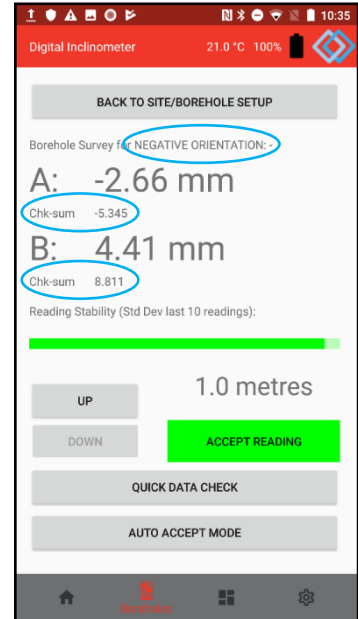 10:35
Digital Inclinometer 21.0 °C 100%
BACK TO SITE/BOREHOLE SETUP
Borehole Survey for NEGATIVE ORIENTATION: -
A: -2.66 mm
Chk-sum -5.345
B: 4.41 mm
Chk-sum 8.811
Reading Stability (Std Dev last 10 readings):
1.0 metres
UP
DOWN
ACCEPT READING
QUICK DATA CHECK
AUTO ACCEPT MODE